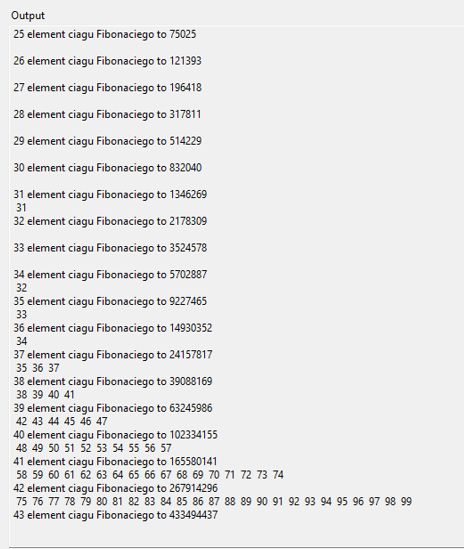 Output
25 element ciagu Fibonaciego to 75025
26 element ciagu Fibonaciego to 121393
27 element ciagu Fibonaciego to 196418
28 element ciagu Fibonaciego to 317811
29 element ciagu Fibonaciego to 514229
30 element ciagu Fibonaciego to 832040
31 element ciagu Fibonaciego to 1346269
31
32 element ciagu Fibonaciego to 2178309
33 element ciagu Fibonaciego to 3524578
34 element ciagu Fibonaciego to 5702887
32
35 element ciagu Fibonaciego to 9227465
33
36 element ciagu Fibonaciego to 14930352
34
37 element ciagu Fibonaciego to 24157817
35 36 37
38 element ciagu Fibonaciego to 39088169
38 39 40 41
39 element ciagu Fibonaciego to 63245986
42 43 44 45 46 47
40 element ciagu Fibonaciego to 102334155
48 49 50 51 52 53 54 55 56 57
41 element ciagu Fibonaciego to 165580141
58 59 60 61 62 63 64 65 66 67 68 69 70 71 72 73 74
42 element ciagu Fibonaciego to 267914296
75 76 77 78 79 80 81 82 83 84 85 86 87 88 89 90 91 92 93 94 95 96 97 98 99
43 element ciagu Fibonaciego to 433494437